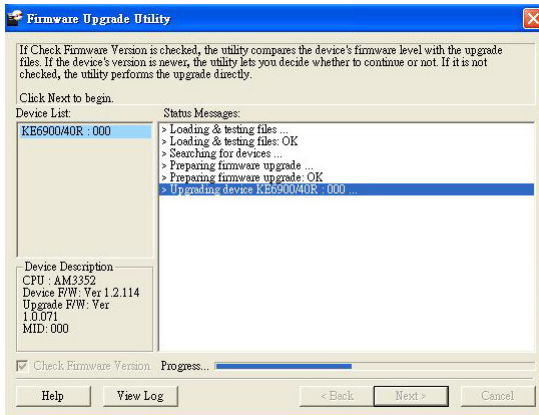 Firmware Upgrade Utility
If Check Firmware Version is checked, the utility compares the device's firmware level with the upgrade
files. If the device's version is newer, the utility lets you decide whether to continue or not. If it is not
checked, the utility performs the upgrade directly.
Click Next to begin.
Device List:
KE6900/40R : 000
Status Messages:
> Loading & testing files ...
> Loading & testing files: OK
> Searching for devices ...
> Preparing firmware upgrade ...
> Preparing firmware upgrade: OK
> Upgrading device KE6900/40R : 000 ...
Device Description
CPU : AM3352
Device F/W: Ver 1.2.114
Upgrade F/W: Ver
1.0.071
MID: 000
Check Firmware Version
Progress...
Help
View Log
< Back
Next >
Cancel